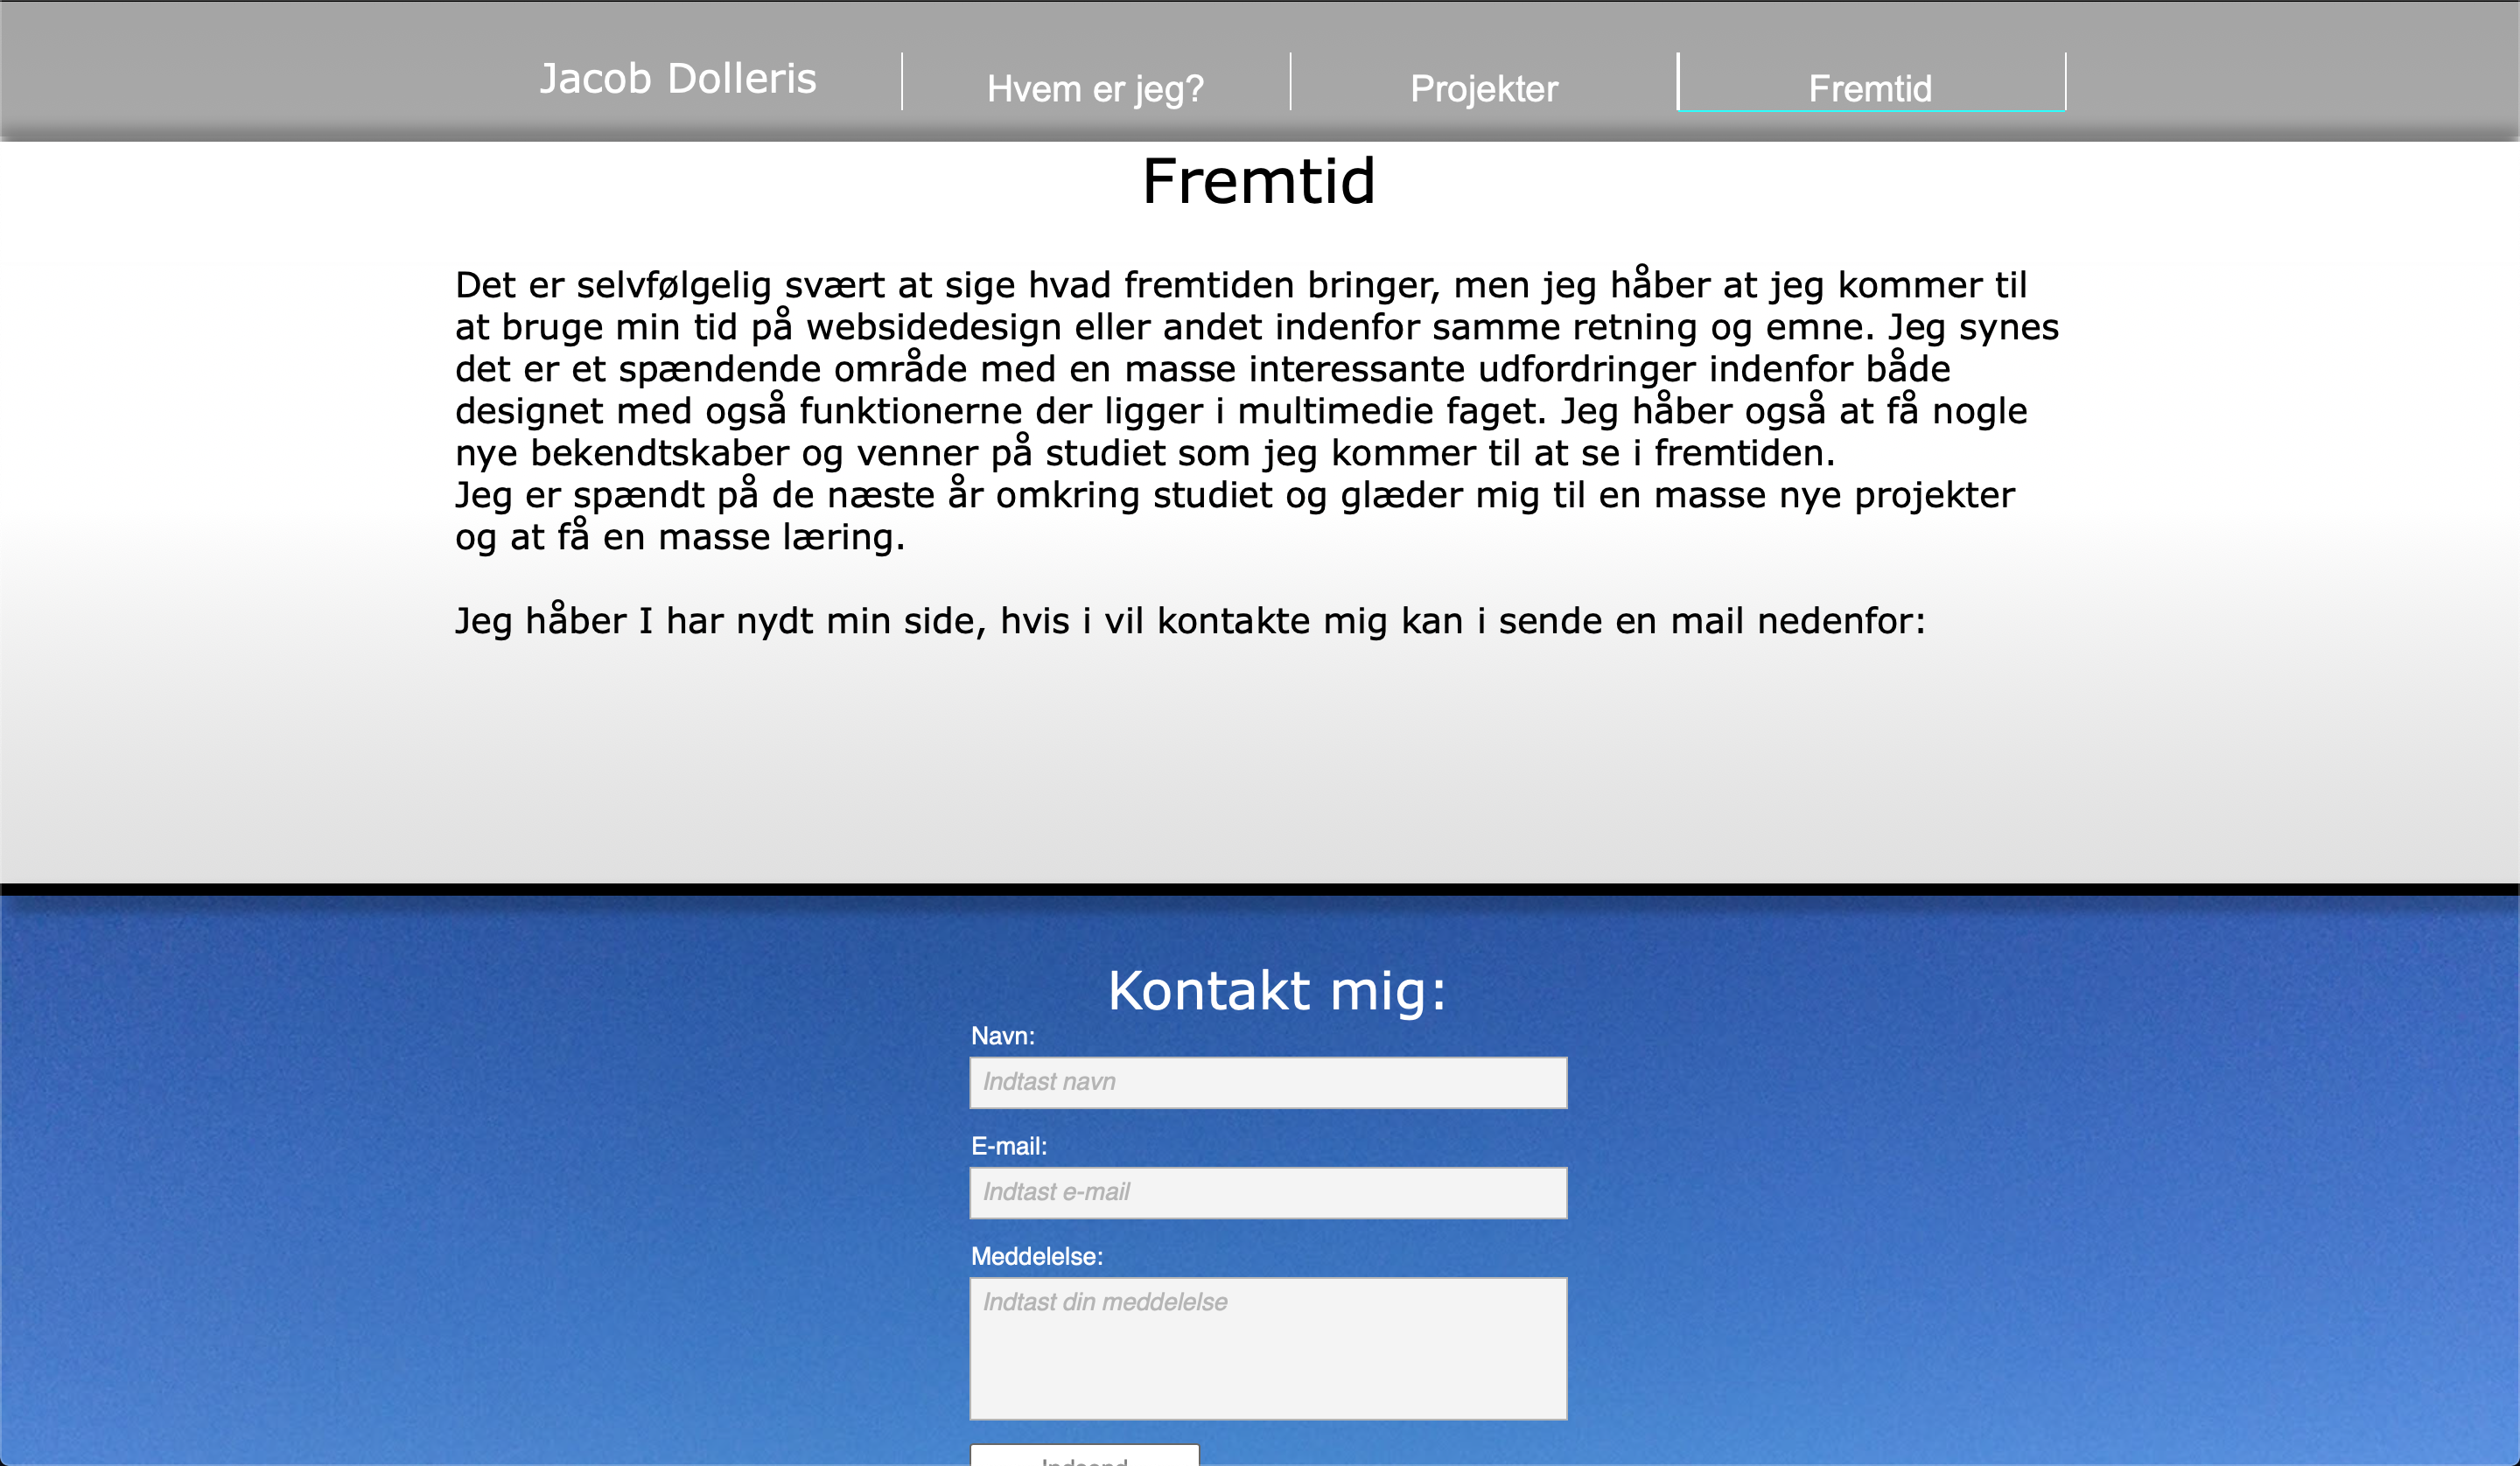 Jacob Dolleris
Hvem er jeg?
Projekter
Fremtid
Fremtid
Det er selvfølgelig svært at sige hvad fremtiden bringer, men jeg håber at jeg kommer til
at bruge min tid på websidedesign eller andet indenfor samme retning og emne. Jeg synes
det er et spændende område med en masse interessante udfordringer indenfor både
designet med også funktionerne der ligger i multimedie faget. Jeg håber også at få nogle
nye bekendtskaber og venner på studiet som jeg kommer til at se i fremtiden.
Jeg er spændt på de næste år omkring studiet og glæder mig til en masse nye projekter
og at få en masse læring.
Jeg håber I har nydt min side, hvis i vil kontakte mig kan i sende en mail nedenfor:
Kontakt mig:
Navn:
Indtast navn
E-mail:
Indtast e-mail
Meddelelse:
Indtast din meddelelse
Indsend